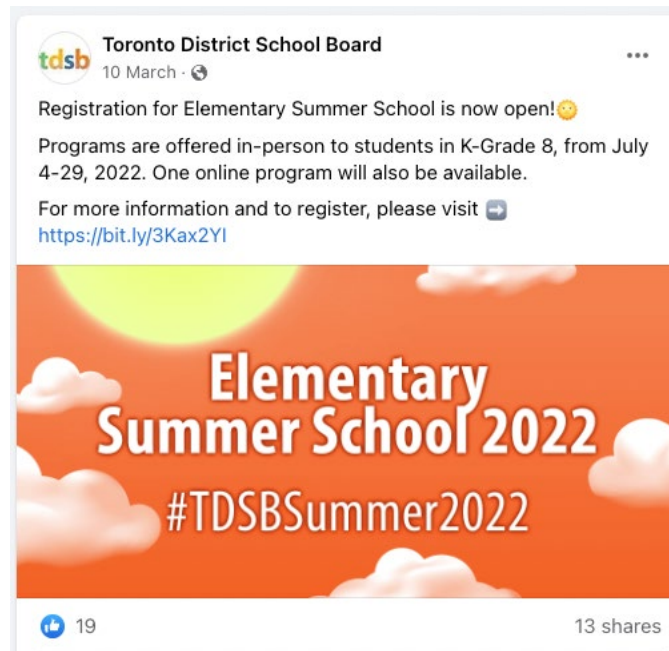 tdsb
Toronto District School Board
10 March ·
Registration for Elementary Summer School is now open!🌞
Programs are offered in-person to students in K-Grade 8, from July
4-29, 2022. One online program will also be available.
For more information and to register, please visit ➡️
https://bit.ly/3Kax2YI
Elementary
Summer School 2022
#TDSBSummer2022
19
13 shares